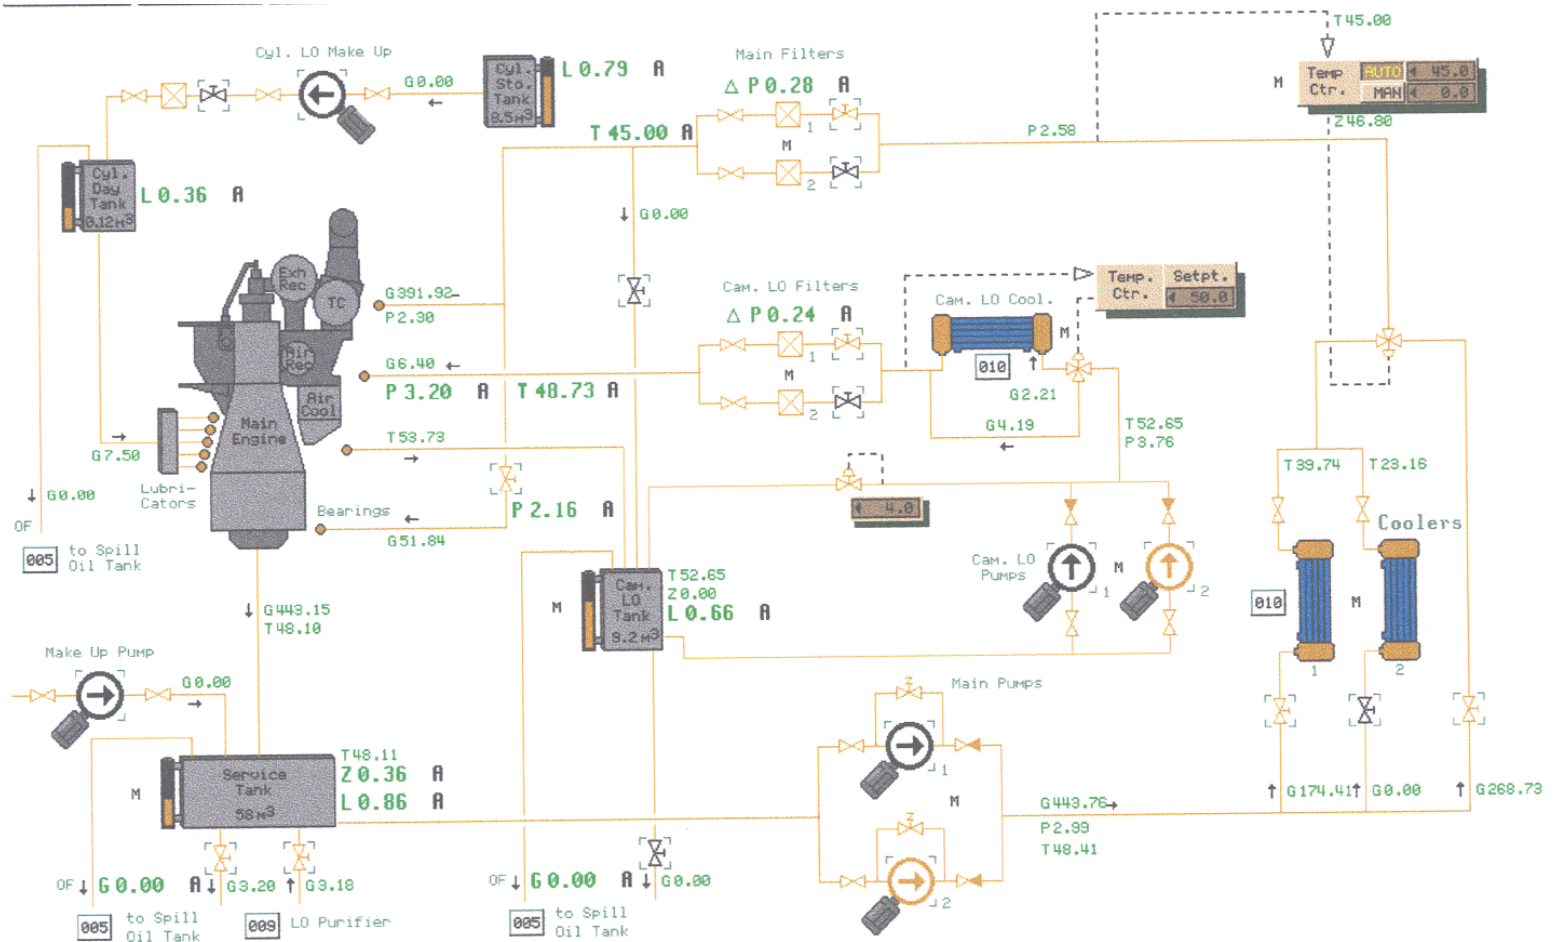 T45.00
Cyl. LO Make Up
G0.00
Cyl.
Sto.
Tank
8.5м3
L 0.79 A
Main Filters
△ P 0.28 A
M
Temp
Ctr.
AUTO 45.0
MAN 0.0
Z46.80
T 45.00 A
1
M
2
P2.58
Cyl.
Day
Tank
0.12м3
L 0.36 A
G0.00
Exh
Rec
TC
Air
Rec
Air
Cool
Main
Engine
G391.92
P2.30
G6.40
P 3.20 A
T 48.73 A
Cam. LO Filters
△ P 0.24 A
1
M
2
Cam. LO Cool.
M
010
G2.21
G4.19
Temp.
Ctr.
Setpt.
50.0
T52.65
P3.76
T53.73
G7.50
Lubri-
Cators
G0.00
OF
005
to Spill
Oil Tank
Bearings
P 2.16 A
G51.84
4.0
T39.74
T23.16
Coolers
010
M
1
2
Cam. LO
Pumps
M
1
2
M
Cam.
LO
Tank
9.2м3
T52.65
Z0.00
L 0.66 A
G443.15
T48.10
Make Up Pump
G0.00
M
Service
Tank
58м3
T48.11
Z 0.36 A
L 0.86 A
Main Pumps
1
M
2
G443.76
P2.99
T48.41
G174.41
G0.00
G268.73
OF
G 0.00 A
G3.20
G3.18
005
to Spill
Oil Tank
009
LO Purifier
OF
G 0.00 A
G0.00
005
to Spill
Oil Tank